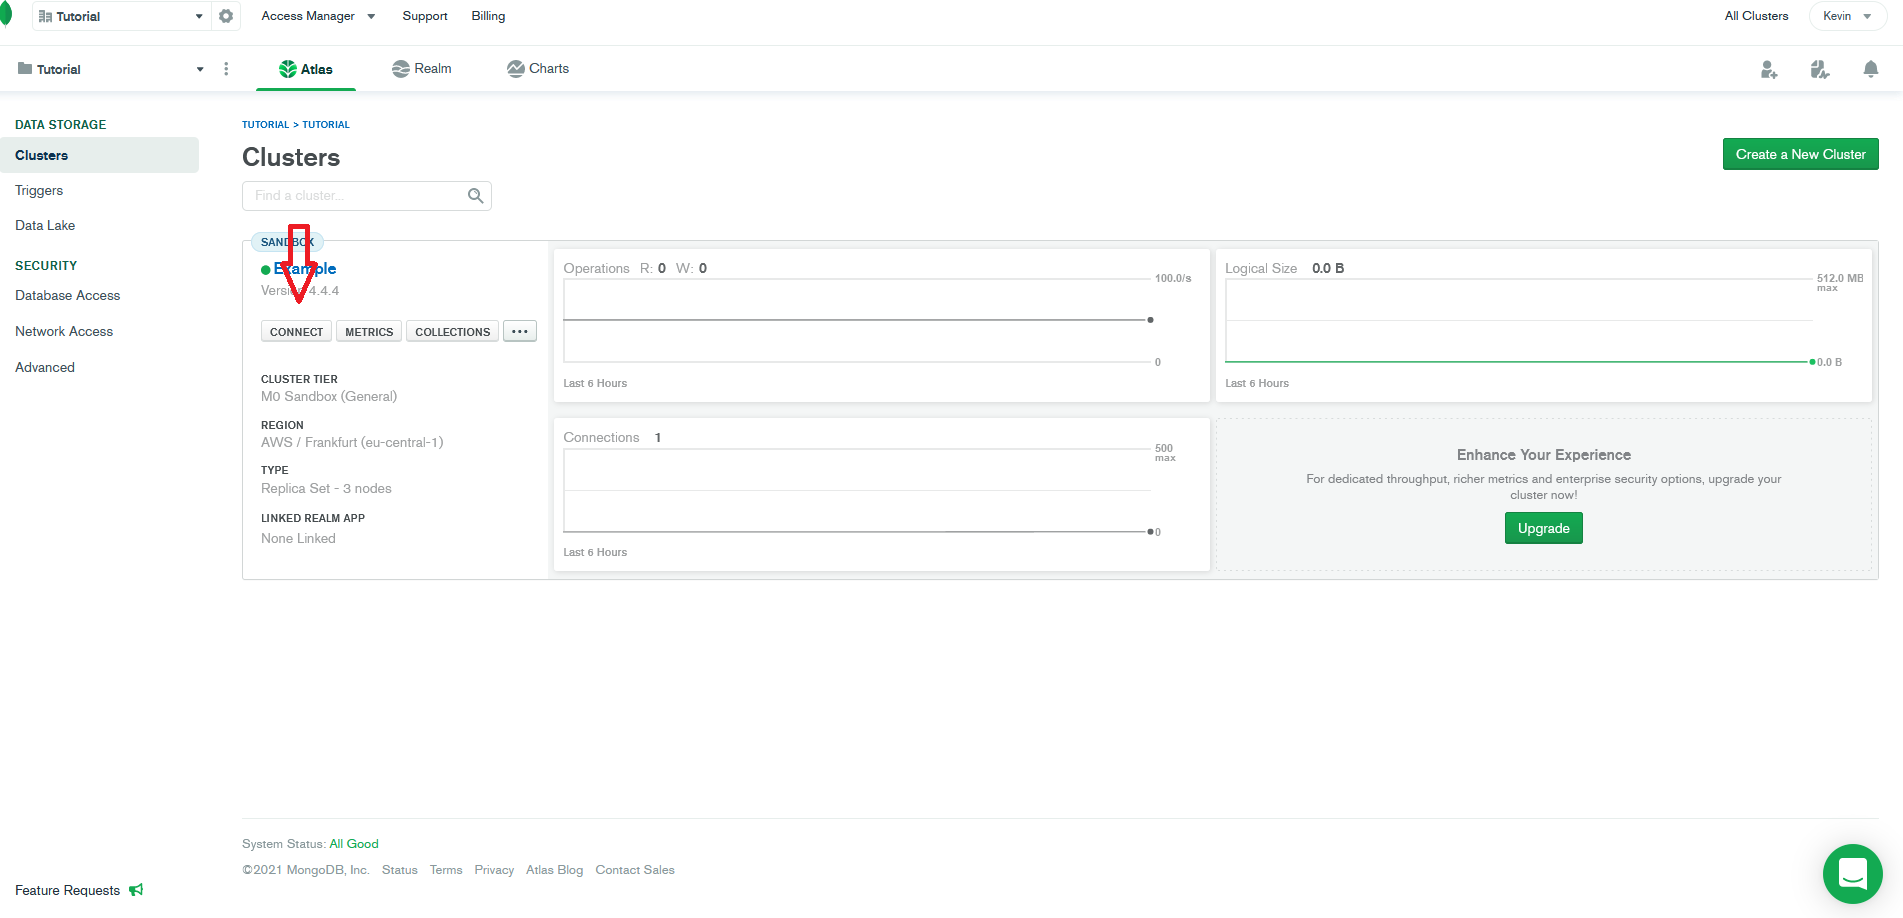 Tutorial
Access Manager
Support
Billing
All Clusters
Kevin
Tutorial
Atlas
Realm
Charts
DATA STORAGE
Clusters
Triggers
Data Lake
SECURITY
Database Access
Network Access
Advanced
Feature Requests
TUTORIAL > TUTORIAL
Clusters
Create a New Cluster
Find a cluster...
SANDBOX
Example
Version 4.4.4
CONNECT
METRICS
COLLECTIONS
CLUSTER TIER
M0 Sandbox (General)
REGION
AWS / Frankfurt (eu-central-1)
TYPE
Replica Set - 3 nodes
LINKED REALM APP
None Linked
Operations R: 0 W: 0
100.0/s
0
Last 6 Hours
Logical Size 0.0 B
512.0 MB
max
0.0 B
Last 6 Hours
Connections 1
500
max
0
Last 6 Hours
Enhance Your Experience
For dedicated throughput, richer metrics and enterprise security options, upgrade your
cluster now!
Upgrade
System Status: All Good
©2021 MongoDB, Inc. Status Terms Privacy Atlas Blog Contact Sales